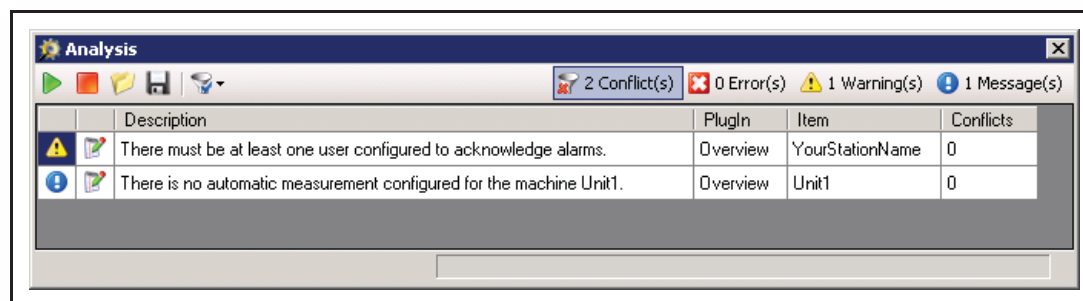 Analysis
2 Conflict(s) 0 Error(s) 1 Warning(s) 1 Message(s)
Description PlugIn Item Conflicts
There must be at least one user configured to acknowledge alarms. Overview YourStationName 0
There is no automatic measurement configured for the machine Unit1. Overview Unit1 0